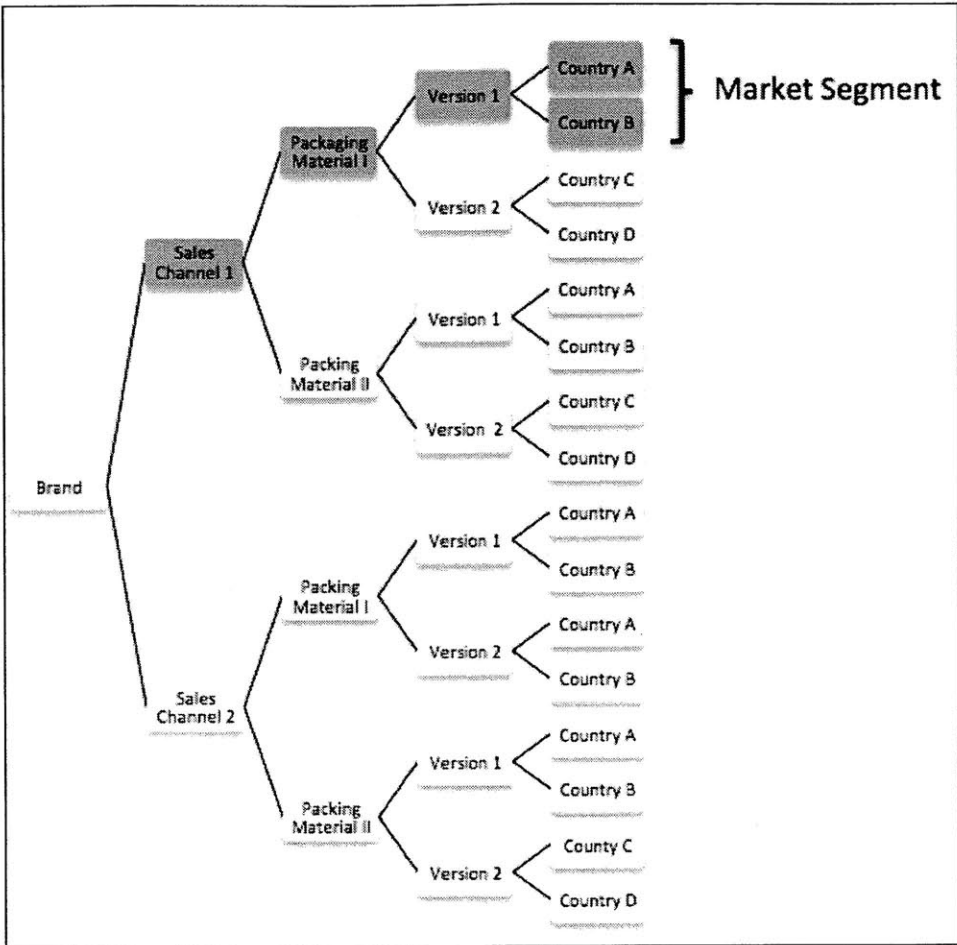 Country A
Version 1
Market Segment
Country B
Packaging
Material I
Country C
Version 2
Country D
Sales
Channel 1
Country A
Version 1
Country B
Packing
Material II
Country C
Version 2
Country D
Brand
Country A
Version 1
Country B
Packing
Material I
Country A
Version 2
Country B
Sales
Channel 2
Country A
Version 1
Country B
Packing
Material II
County C
Version 2
Country D